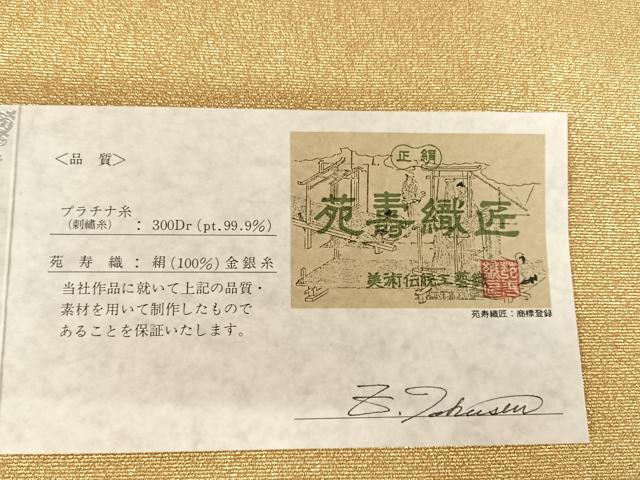 〈品 質〉
プラチナ糸
(刺繡糸) : 300Dr (pt.99.9%)
苑 寿 織 : 絹 (100%) 金銀糸
当社作品に就いて上記の品質・
素材を用いて制作したもので
あることを保証いたします。
正絹
苑寿織匠
美術伝統工芸織
苑寿織匠:商標登録